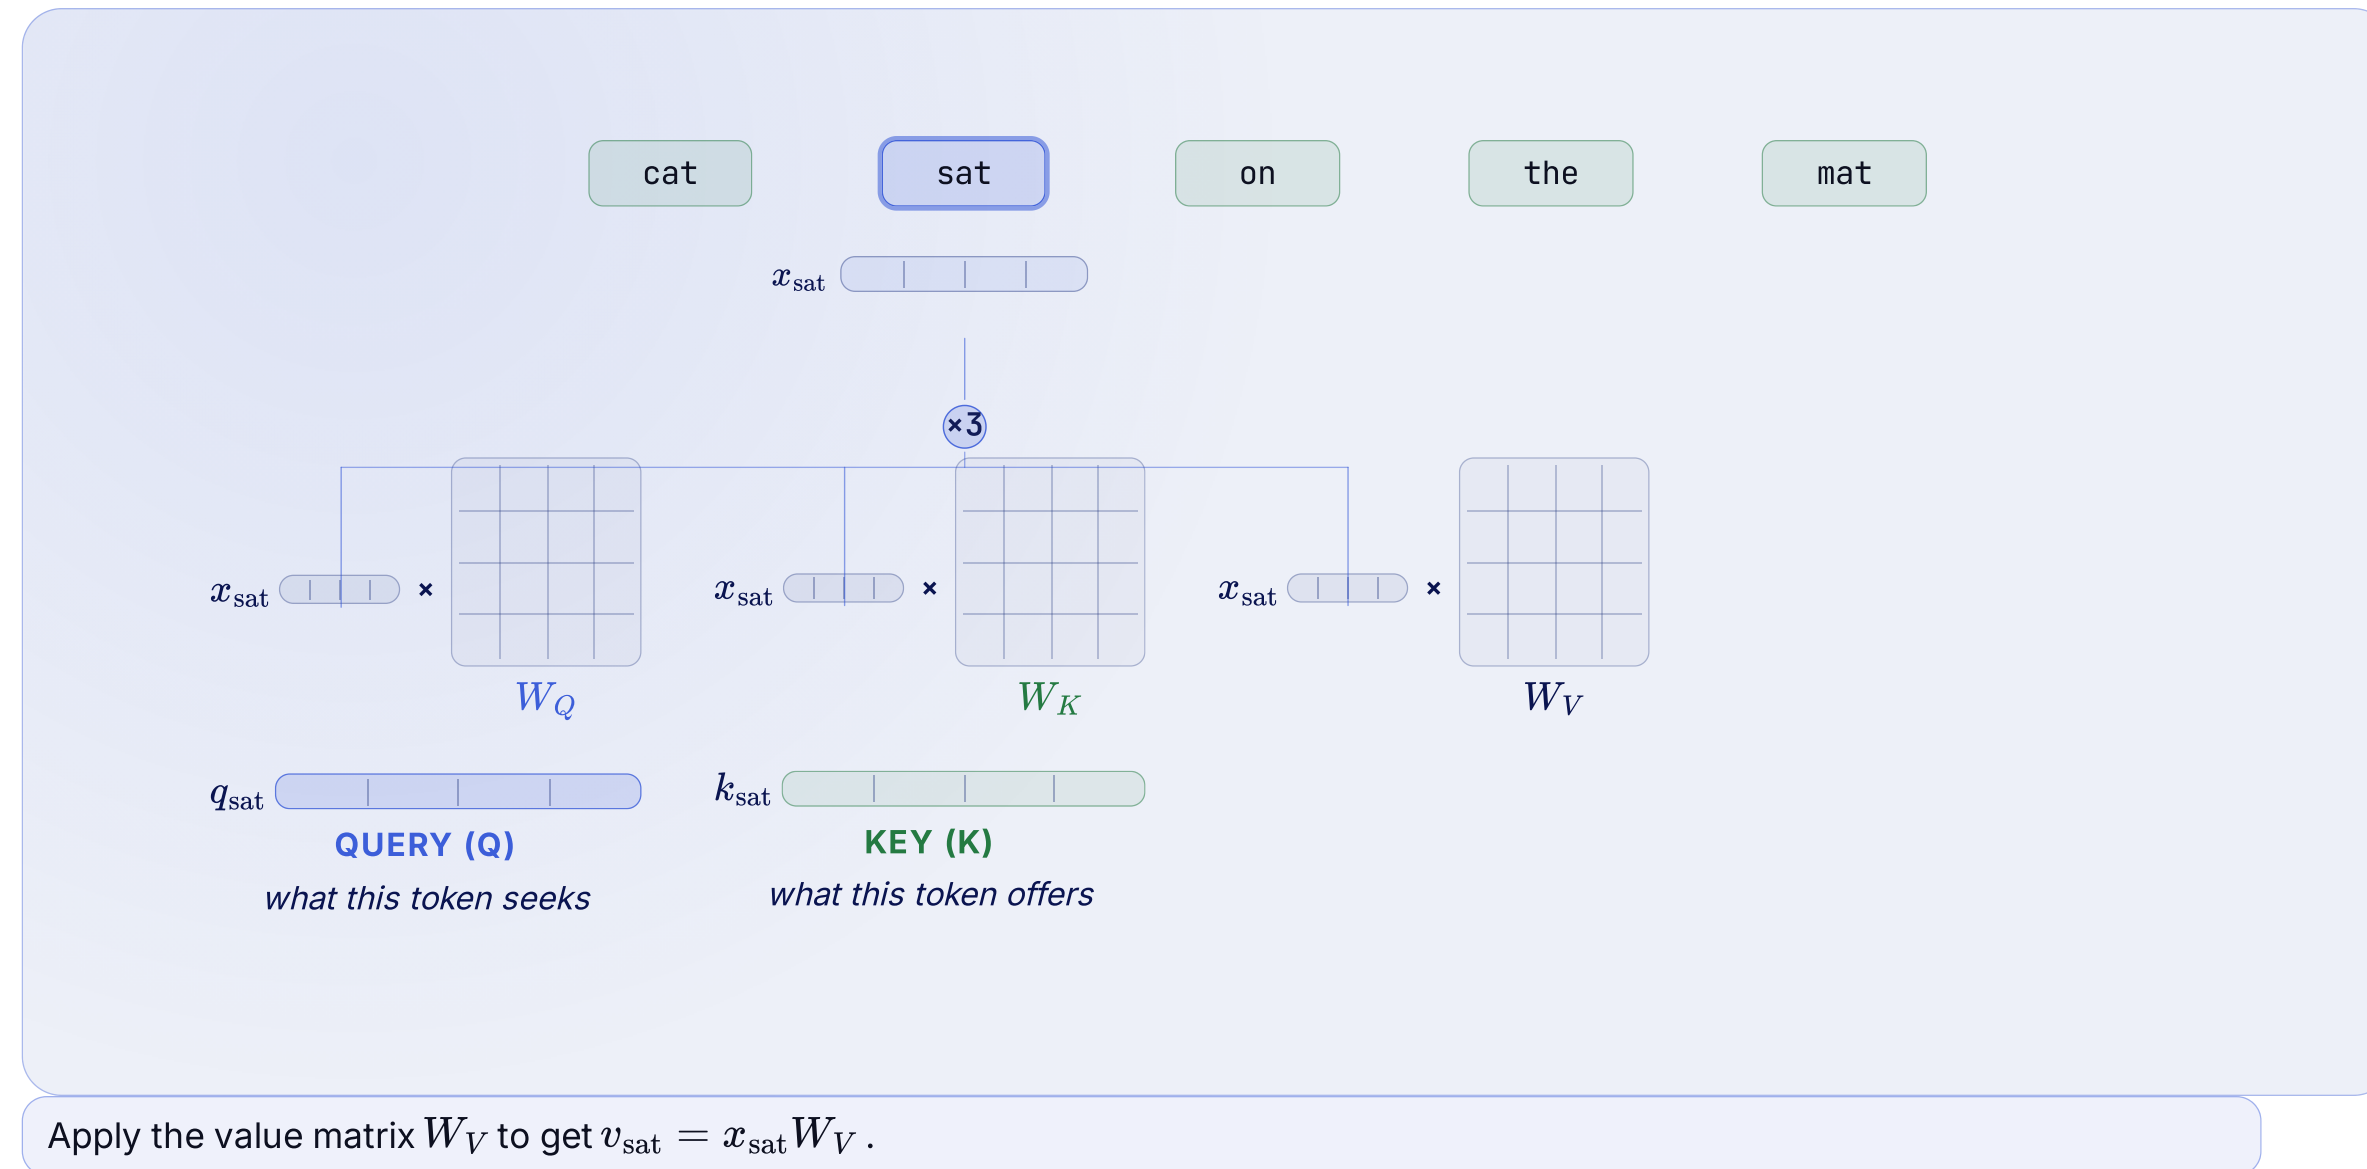 cat sat on the mat
x_sat
×3
x_sat × x_sat × x_sat ×
W_Q W_K W_V
q_sat k_sat
QUERY (Q) KEY (K)
what this token seeks what this token offers
Apply the value matrix W_V to get v_sat = x_sat W_V .